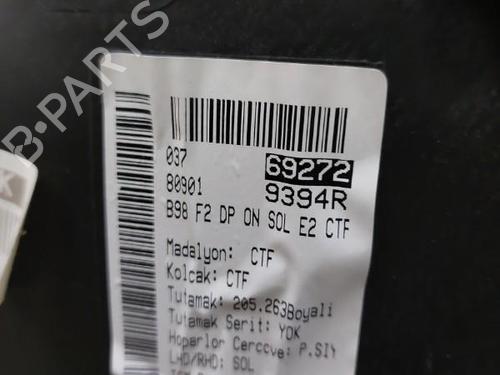 B-PARTS
037 69272
80901 9394R
B98 F2 DP ON SOL E2 CTF
Madalyon: CTF
Kolcak: CTF
Tutamak: 205.263Boyali
Tutamak Serit: YOK
Hoparlor Cercove: P.SIY
LHD/RHD: SOL